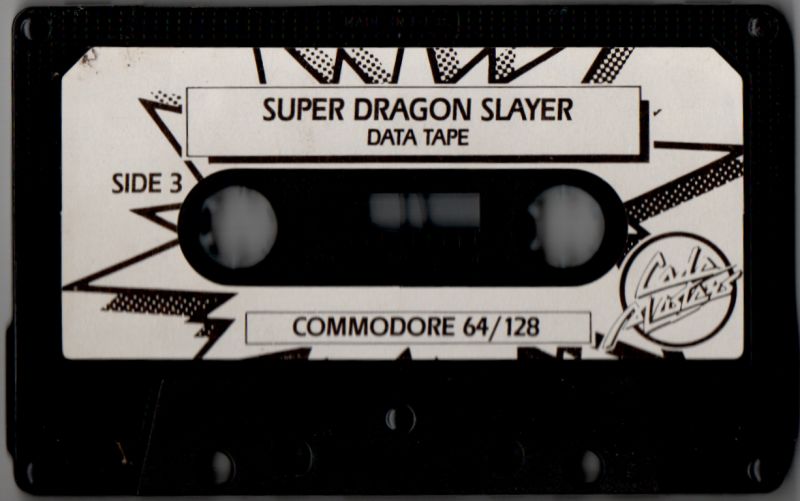 SUPER DRAGON SLAYER
DATA TAPE
SIDE 3
Code
Masters
COMMODORE 64/128